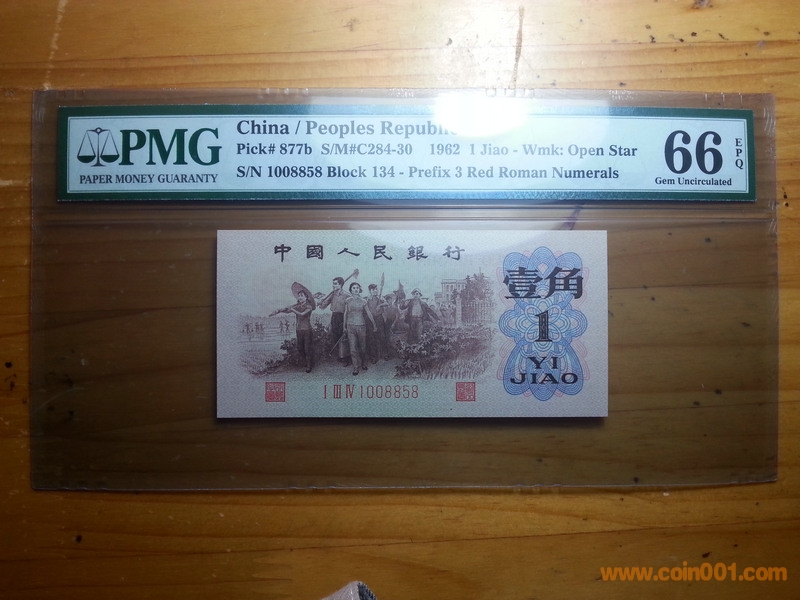 PMG
PAPER MONEY GUARANTY
China / Peoples Republic
Pick# 877b S/M#C284-30 1962 1 Jiao - Wmk: Open Star
S/N 1008858 Block 134 - Prefix 3 Red Roman Numerals
66
EPQ
Gem Uncirculated
中國人民銀行
壹角
1
YI
JIAO
I III IV 1008858
www.coin001.com